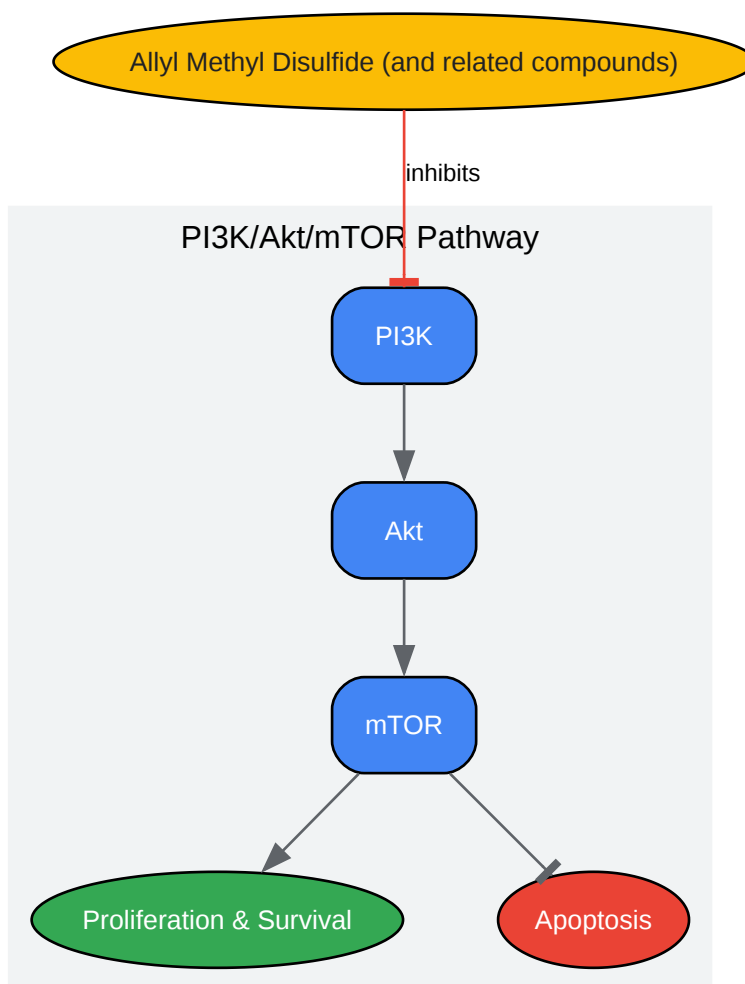 Allyl Methyl Disulfide (and related compounds)
inhibits
PI3K/Akt/mTOR Pathway
PI3K
Akt
mTOR
Proliferation & Survival
Apoptosis